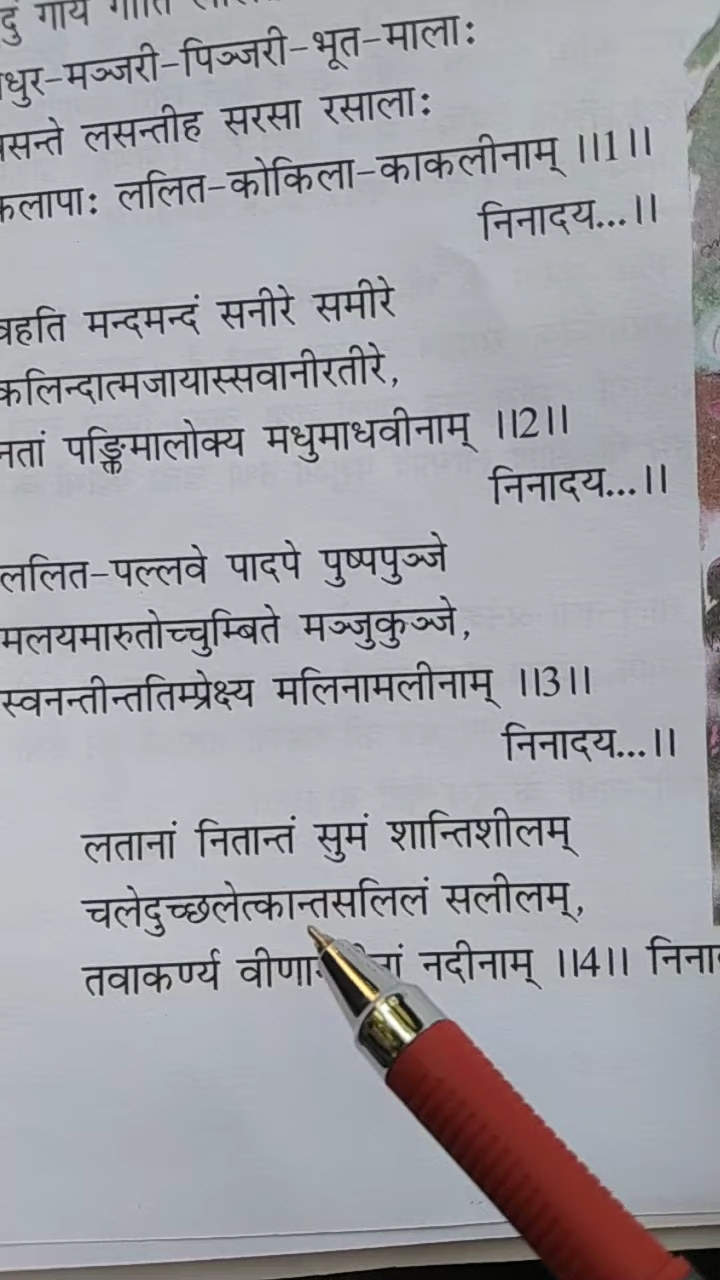 गाय गीतिं
-मञ्जरी-पिञ्जरी-भूत-मालाः
लसन्तीह सरसा रसालाः
ललित-कोकिला-काकलीनाम् ।।1।।
निनादय...।।
वहति मन्दमन्दं सनीरे समीरे
कलिन्दात्मजायास्सवानीरतीरे,
नतां पङ्क्तिमालोक्य मधुमाधवीनाम् ।।2।।
निनादय...।।
ललित-पल्लवे पादपे पुष्पपुञ्जे
मलयमारुतोच्चुम्बिते मञ्जुकुञ्जे,
स्वनन्तीन्ततिम्प्रेक्ष्य मलिनामलीनाम् ।।3।।
निनादय...।।
लतानां नितान्तं सुमं शान्तिशीलम्
चलेदुच्छलेत्कान्तसलिलं सलीलम्,
तवाकर्ण्य नदीनाम् ।।4।। निना